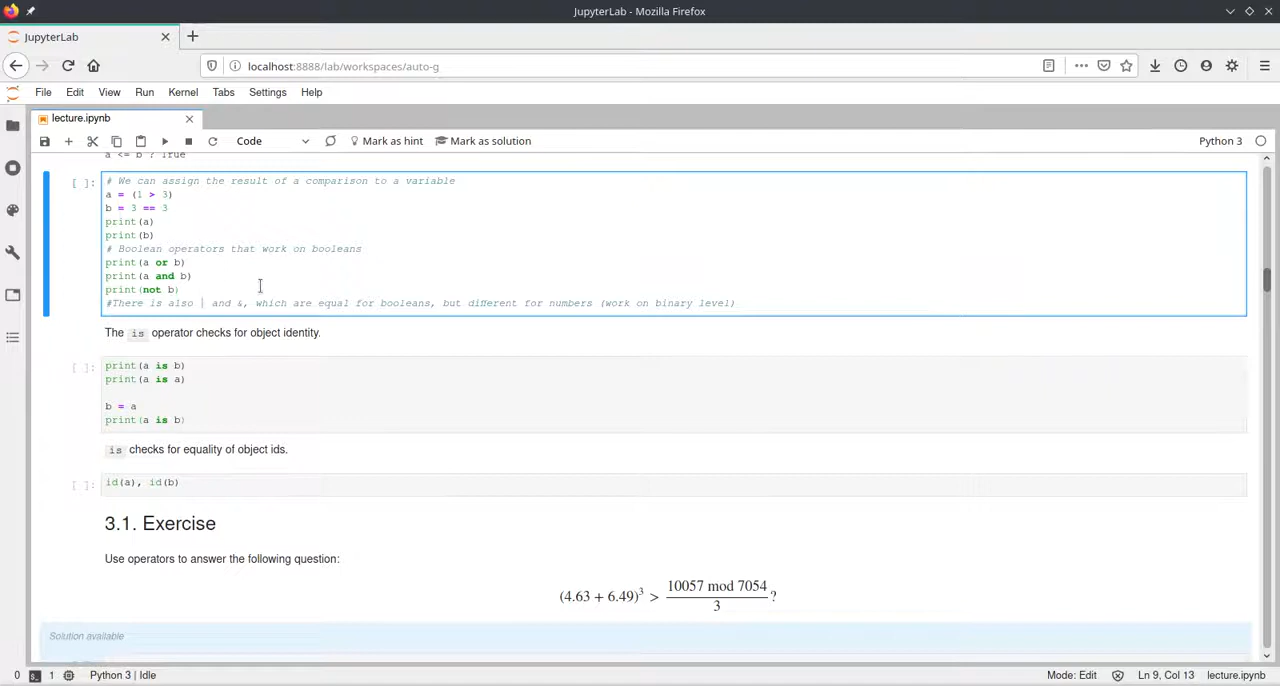 JupyterLab - Mozilla Firefox
JupyterLab
localhost:8888/lab/workspaces/auto-g
File Edit View Run Kernel Tabs Settings Help
lecture.ipynb
Code Mark as hint Mark as solution Python 3
a <= b ? True
[ ]:
# We can assign the result of a comparison to a variable
a = (1 > 3)
b = 3 == 3
print(a)
print(b)
# Boolean operators that work on booleans
print(a or b)
print(a and b)
print(not b)
#There is also | and &, which are equal for booleans, but different for numbers (work on binary level)
The is operator checks for object identity.
[ ]:
print(a is b)
print(a is a)
b = a
print(a is b)
is checks for equality of object ids.
[ ]:
id(a), id(b)
3.1. Exercise
Use operators to answer the following question:
(4.63 + 6.49)³ > 10057 mod 7054 / 3 ?
Solution available
0 1 Python 3 | Idle Mode: Edit Ln 9, Col 13 lecture.ipynb